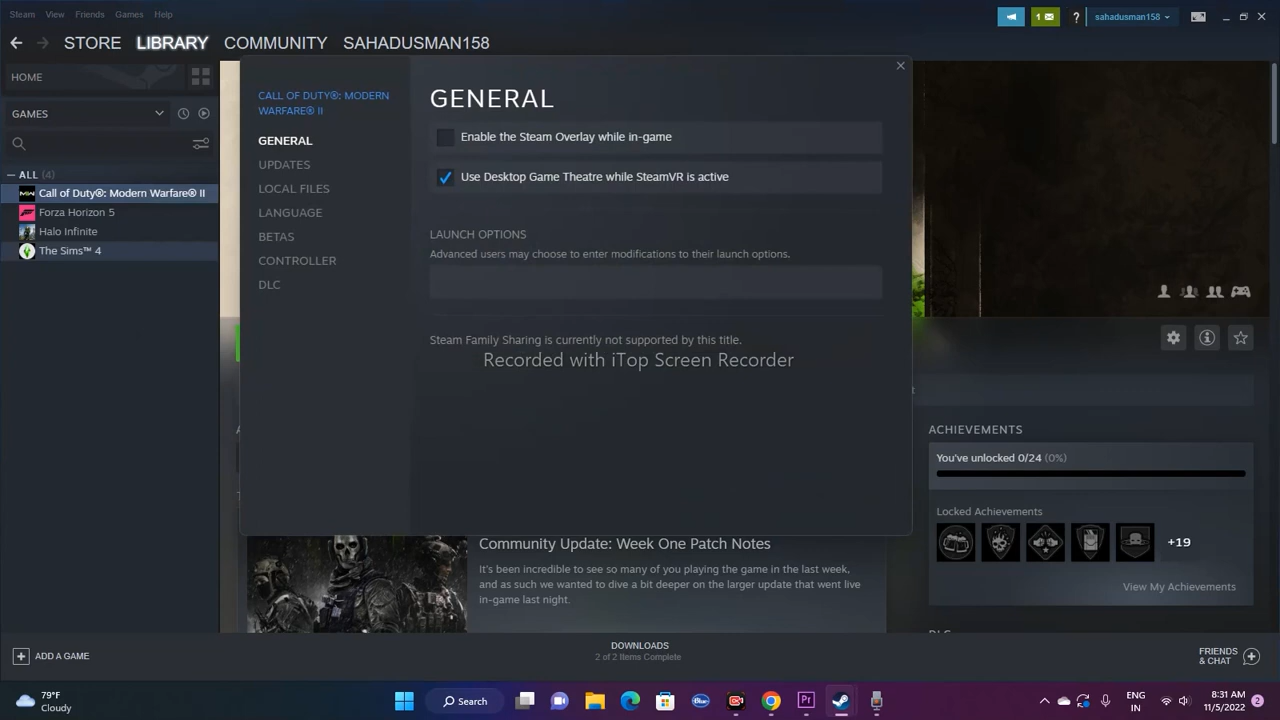 Steam View Friends Games Help
1
?
sahadusman158
STORE LIBRARY COMMUNITY SAHADUSMAN158
HOME
GAMES
ALL (4)
Call of Duty®: Modern Warfare® II
Forza Horizon 5
Halo Infinite
The Sims™ 4
CALL OF DUTY®: MODERN
WARFARE® II
GENERAL
UPDATES
LOCAL FILES
LANGUAGE
BETAS
CONTROLLER
DLC
GENERAL
Enable the Steam Overlay while in-game
Use Desktop Game Theatre while SteamVR is active
LAUNCH OPTIONS
Advanced users may choose to enter modifications to their launch options.
Steam Family Sharing is currently not supported by this title.
Recorded with iTop Screen Recorder
ACHIEVEMENTS
You've unlocked 0/24 (0%)
Locked Achievements
+19
View My Achievements
Community Update: Week One Patch Notes
It's been incredible to see so many of you playing the game in the last week,
and as such we wanted to dive a bit deeper on the larger update that went live
in-game last night.
ADD A GAME
DOWNLOADS
2 of 2 Items Complete
FRIENDS
& CHAT
79°F
Cloudy
Search
Pr
ENG
IN
8:31 AM
11/5/2022
2